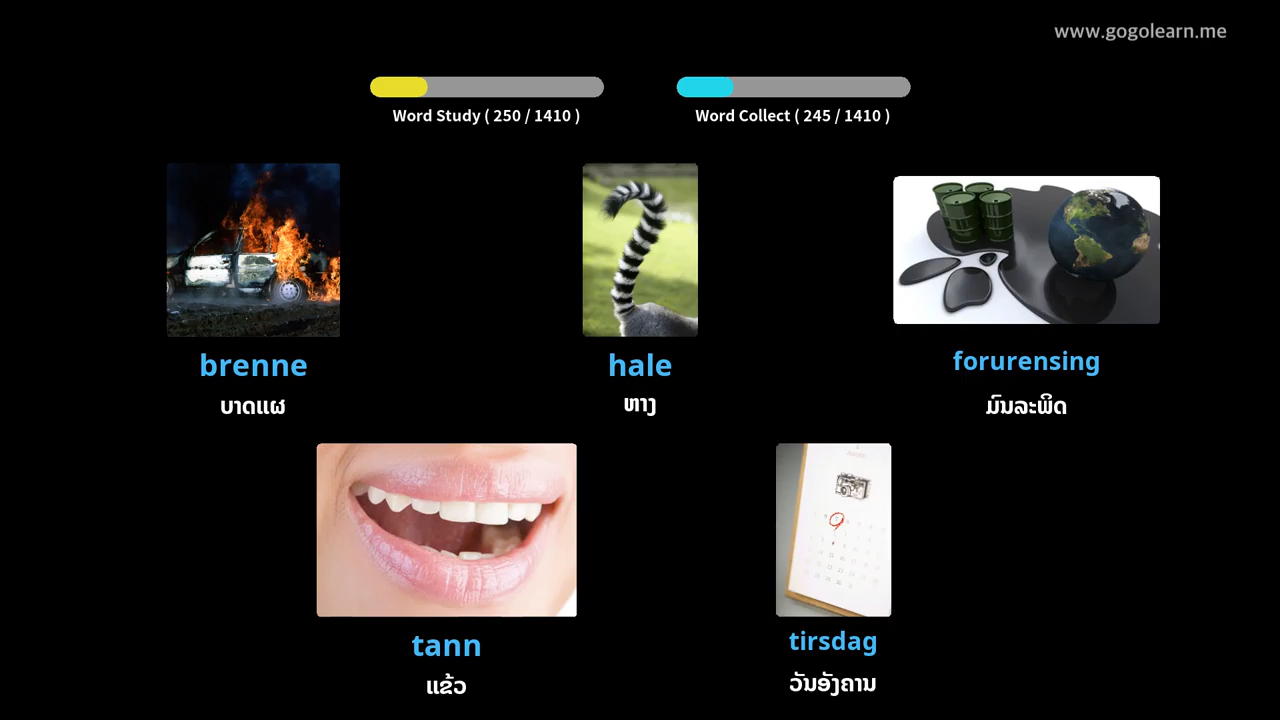 www.gogolearn.me
Word Study ( 250 / 1410 )
Word Collect ( 245 / 1410 )
brenne
ບາດແຜ
hale
ຫາງ
forurensing
ມົນລະພິດ
tann
ແຂ້ວ
tirsdag
ວັນອັງຄານ